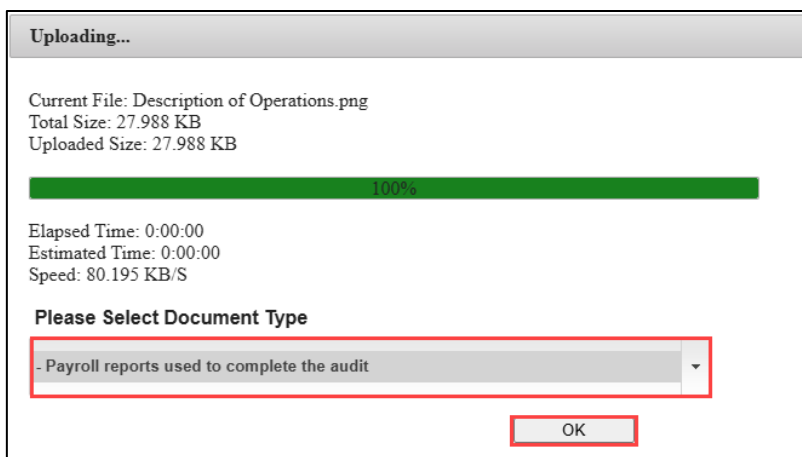 Uploading...
Current File: Description of Operations.png
Total Size: 27.988 KB
Uploaded Size: 27.988 KB
100%
Elapsed Time: 0:00:00
Estimated Time: 0:00:00
Speed: 80.195 KB/S
Please Select Document Type
- Payroll reports used to complete the audit
OK